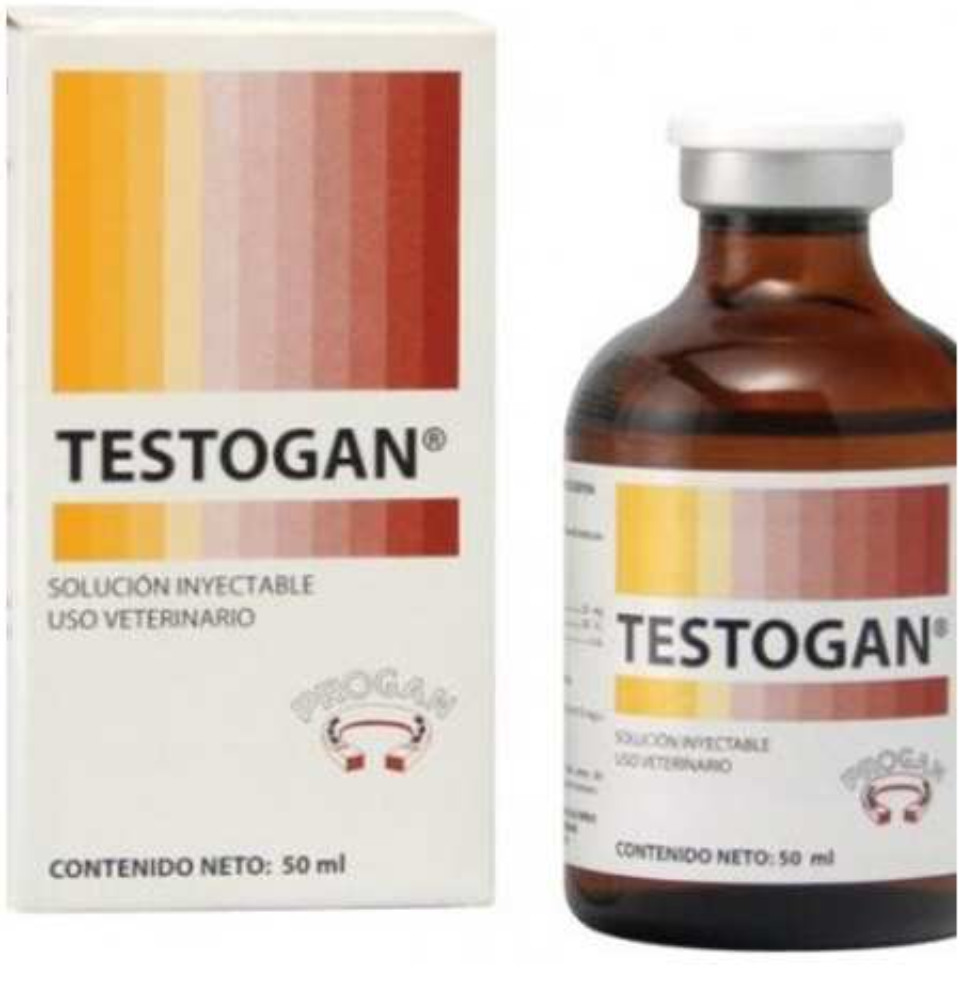 TESTOGAN®
SOLUCIÓN INYECTABLE
USO VETERINARIO
PROGAN
CONTENIDO NETO: 50 ml
TESTOGAN®
SOLUCIÓN INYECTABLE
USO VETERINARIO
PROGAN
CONTENIDO NETO: 50 ml